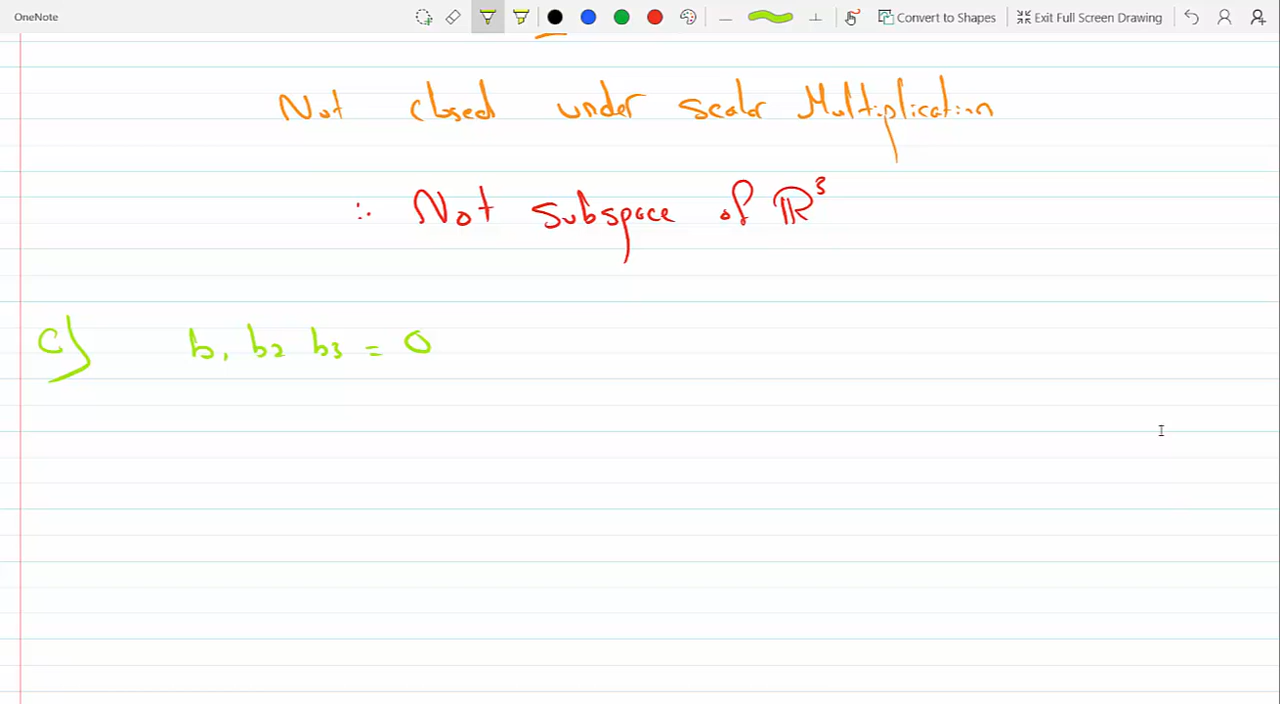 OneNote
Convert to Shapes
Exit Full Screen Drawing
Not closed under scalar Multiplication
∴ Not subspace of ℝ³
C) b₁ b₂ b₃ = 0